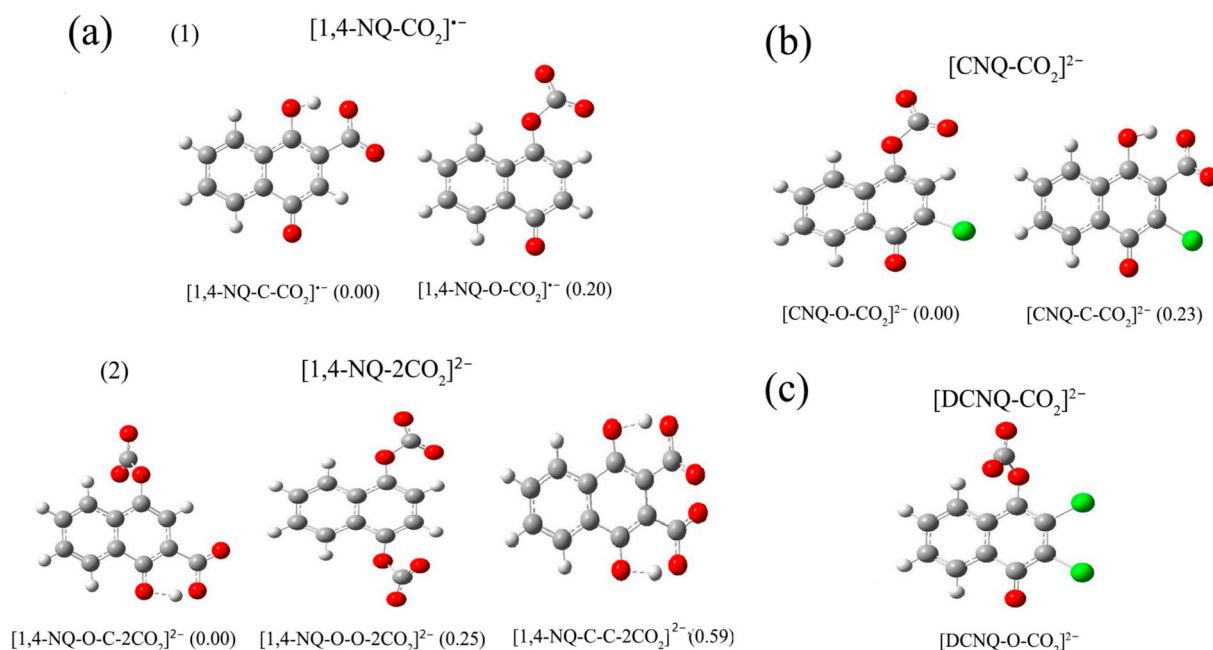 (a)
(1)
[1,4-NQ-CO₂]•−
[1,4-NQ-C-CO₂]•− (0.00)
[1,4-NQ-O-CO₂]•− (0.20)
(2)
[1,4-NQ-2CO₂]²⁻
[1,4-NQ-O-C-2CO₂]²⁻ (0.00)
[1,4-NQ-O-O-2CO₂]²⁻ (0.25)
[1,4-NQ-C-C-2CO₂]²⁻ (0.59)
(b)
[CNQ-CO₂]²⁻
[CNQ-O-CO₂]²⁻ (0.00)
[CNQ-C-CO₂]²⁻ (0.23)
(c)
[DCNQ-CO₂]²⁻
[DCNQ-O-CO₂]²⁻